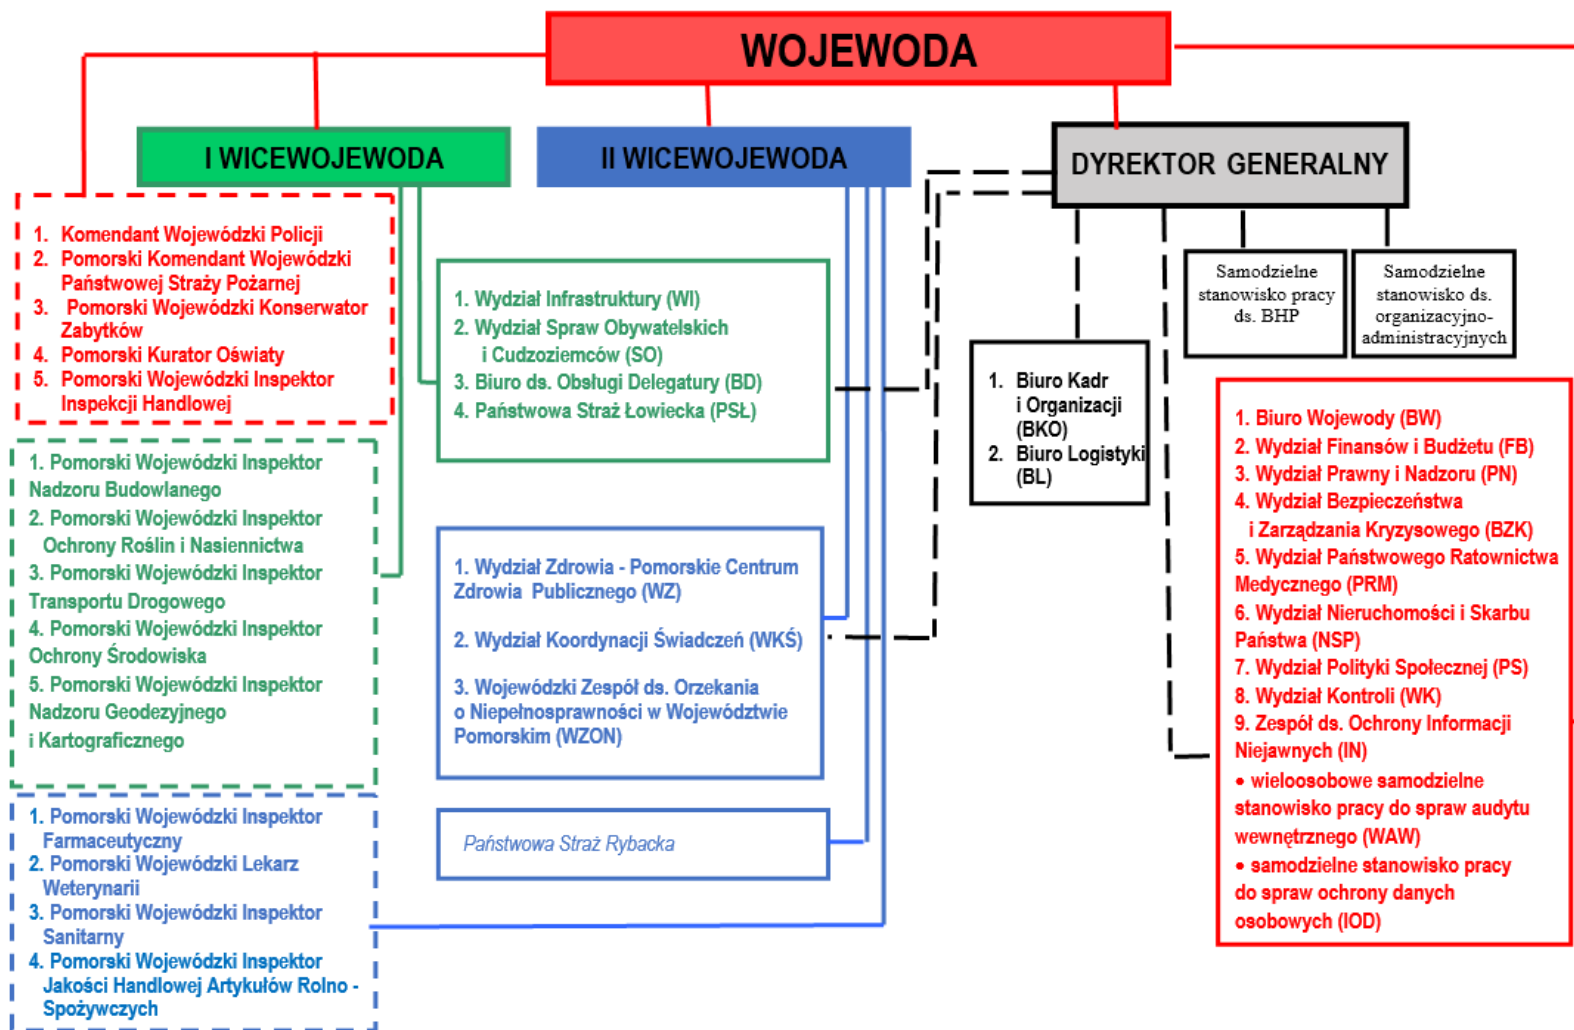 WOJEWODA
I WICEWOJEWODA
II WICEWOJEWODA
DYREKTOR GENERALNY
1. Komendant Wojewódzki Policji
2. Pomorski Komendant Wojewódzki
Państwowej Straży Pożarnej
3. Pomorski Wojewódzki Konserwator
Zabytków
4. Pomorski Kurator Oświaty
5. Pomorski Wojewódzki Inspektor
Inspekcji Handlowej
1. Pomorski Wojewódzki Inspektor
Nadzoru Budowlanego
2. Pomorski Wojewódzki Inspektor
Ochrony Roślin i Nasiennictwa
3. Pomorski Wojewódzki Inspektor
Transportu Drogowego
4. Pomorski Wojewódzki Inspektor
Ochrony Środowiska
5. Pomorski Wojewódzki Inspektor
Nadzoru Geodezyjnego
i Kartograficznego
1. Pomorski Wojewódzki Inspektor
Farmaceutyczny
2. Pomorski Wojewódzki Lekarz
Weterynarii
3. Pomorski Wojewódzki Inspektor
Sanitarny
4. Pomorski Wojewódzki Inspektor
Jakości Handlowej Artykułów Rolno -
Spożywczych
1. Wydział Infrastruktury (WI)
2. Wydział Spraw Obywatelskich
i Cudzoziemców (SO)
3. Biuro ds. Obsługi Delegatury (BD)
4. Państwowa Straż Łowiecka (PSŁ)
1. Wydział Zdrowia - Pomorskie Centrum
Zdrowia Publicznego (WZ)
2. Wydział Koordynacji Świadczeń (WKŚ)
3. Wojewódzki Zespół ds. Orzekania
o Niepełnosprawności w Województwie
Pomorskim (WZON)
Państwowa Straż Rybacka
1. Biuro Kadr
i Organizacji
(BKO)
2. Biuro Logistyki
(BL)
Samodzielne
stanowisko pracy
ds. BHP
Samodzielne
stanowisko ds.
organizacyjno-
administracyjnych
1. Biuro Wojewody (BW)
2. Wydział Finansów i Budżetu (FB)
3. Wydział Prawny i Nadzoru (PN)
4. Wydział Bezpieczeństwa
i Zarządzania Kryzysowego (BZK)
5. Wydział Państwowego Ratownictwa
Medycznego (PRM)
6. Wydział Nieruchomości i Skarbu
Państwa (NSP)
7. Wydział Polityki Społecznej (PS)
8. Wydział Kontroli (WK)
9. Zespół ds. Ochrony Informacji
Niejawnych (IN)
• wieloosobowe samodzielne
stanowisko pracy do spraw audytu
wewnętrznego (WAW)
• samodzielne stanowisko pracy
do spraw ochrony danych
osobowych (IOD)